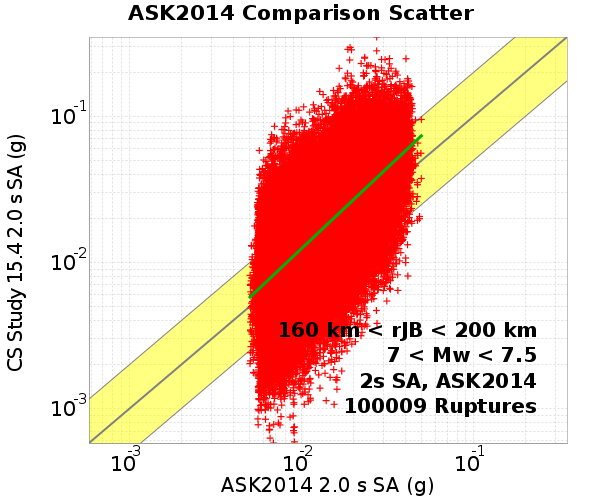 ASK2014 Comparison Scatter
CS Study 15.4 2.0 s SA (g)
10-1
10-2
10-3
160 km < rJB < 200 km
7 < Mw < 7.5
2s SA, ASK2014
100009 Ruptures
10-3
10-2
10-1
ASK2014 2.0 s SA (g)